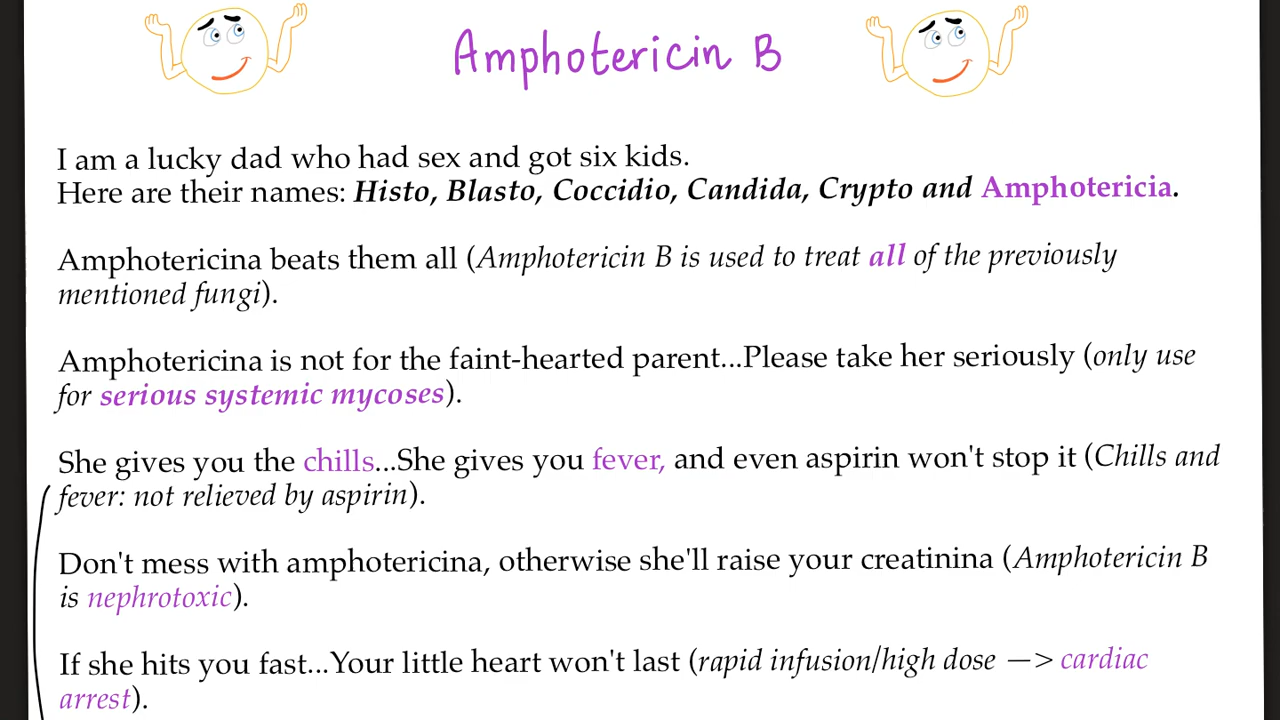 Amphotericin B
I am a lucky dad who had sex and got six kids.
Here are their names: Histo, Blasto, Coccidio, Candida, Crypto and Amphotericia.
Amphotericina beats them all (Amphotericin B is used to treat all of the previously
mentioned fungi).
Amphotericina is not for the faint-hearted parent...Please take her seriously (only use
for serious systemic mycoses).
She gives you the chills...She gives you fever, and even aspirin won't stop it (Chills and
fever: not relieved by aspirin).
Don't mess with amphotericina, otherwise she'll raise your creatinina (Amphotericin B
is nephrotoxic).
If she hits you fast...Your little heart won't last (rapid infusion/high dose —> cardiac
arrest).